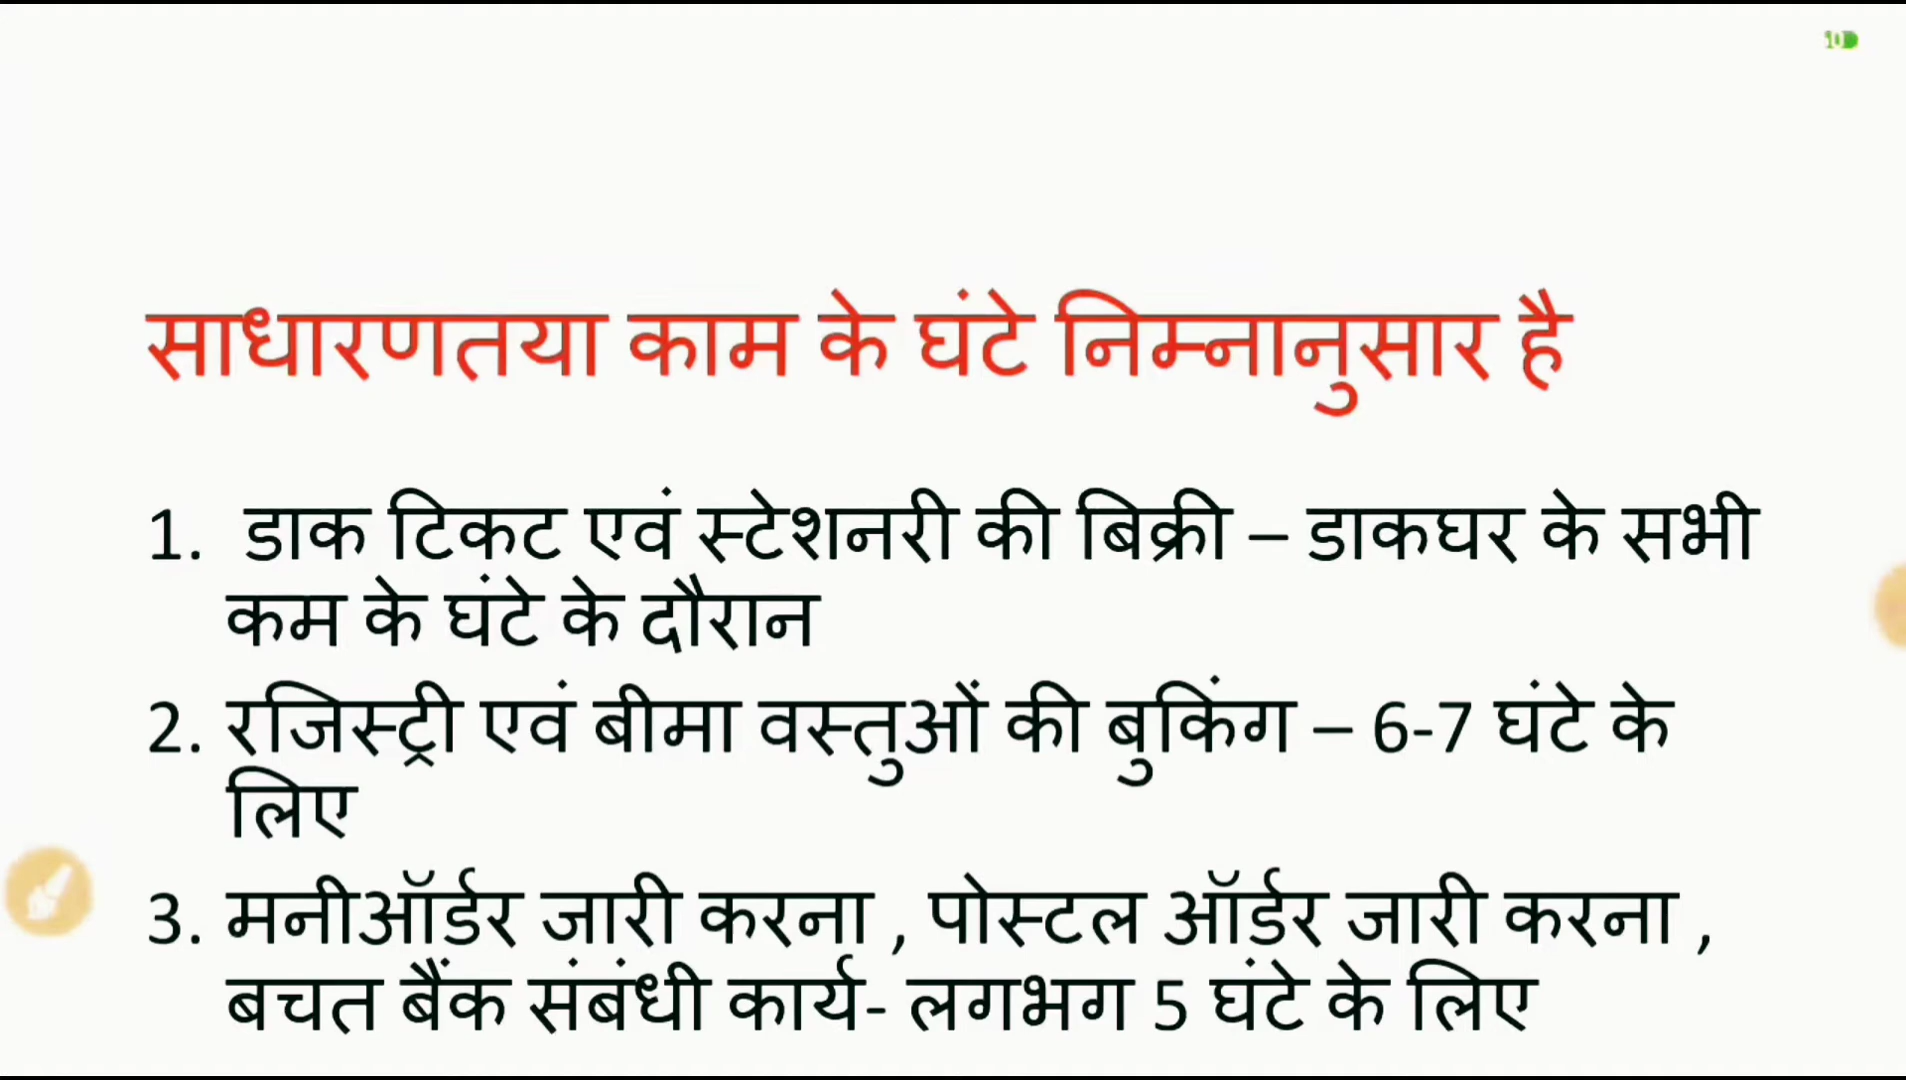 साधारणतया काम के घंटे निम्नानुसार है
1. डाक टिकट एवं स्टेशनरी की बिक्री – डाकघर के सभी
कम के घंटे के दौरान
2. रजिस्ट्री एवं बीमा वस्तुओं की बुकिंग – 6-7 घंटे के
लिए
3. मनीऑर्डर जारी करना , पोस्टल ऑर्डर जारी करना ,
बचत बैंक संबंधी कार्य- लगभग 5 घंटे के लिए